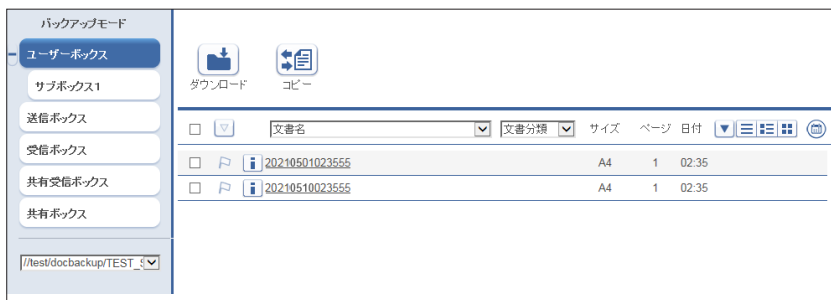 バックアップモード
ユーザーボックス
サブボックス1
送信ボックス
受信ボックス
共有受信ボックス
共有ボックス
//test/docbackup/TEST_
ダウンロード コピー
文書名 文書分類 サイズ ページ 日付
20210501023555 A4 1 02:35
20210510023555 A4 1 02:35